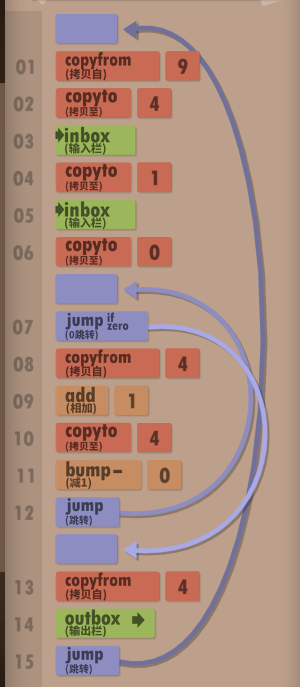 01 copyfrom 9
(拷贝自)
02 copyto 4
(拷贝至)
03 inbox
(输入栏)
04 copyto 1
(拷贝至)
05 inbox
(输入栏)
06 copyto 0
(拷贝至)
07 jump if zero
(0跳转)
08 copyfrom 4
(拷贝自)
09 add 1
(相加)
10 copyto 4
(拷贝至)
11 bump- 0
(减1)
12 jump
(跳转)
13 copyfrom 4
(拷贝自)
14 outbox
(输出栏)
15 jump
(跳转)